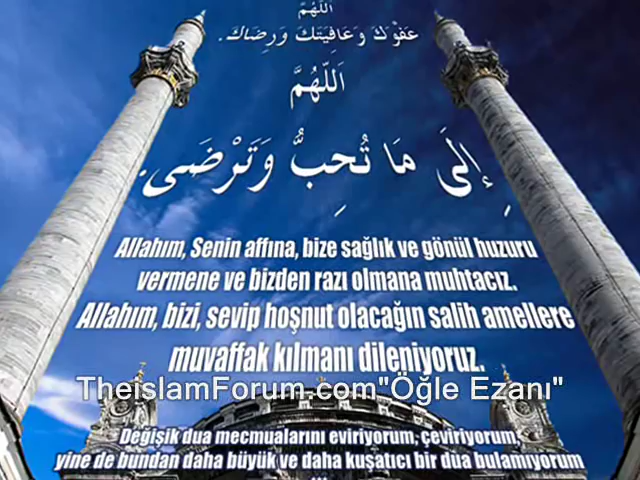 اَللّٰهُمَّ
عَفْوَكَ وَعَافِيَتَكَ وَرِضَاكَ.
اَللّٰهُمَّ
إِلَى مَا تُحِبُّ وَتَرْضَى.
Allahım, Senin affına, bize sağlık ve gönül huzuru
vermene ve bizden razı olmana muhtacız.
Allahım, bizi, sevip hoşnut olacağın salih amellere
muvaffak kılmanı dileniyoruz.
TheislamForum.com"Öğle Ezanı"
Değişik dua mecmualarını eviriyorum, çeviriyorum,
yine de bundan daha büyük ve daha kuşatıcı bir dua bulamıyorum
...